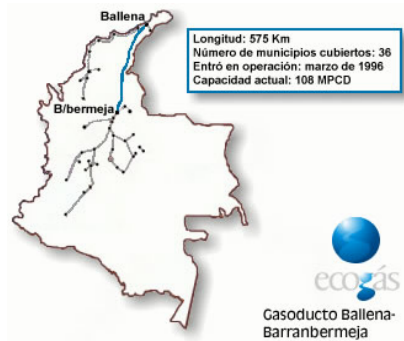 Ballena
Longitud: 575 Km
Número de municipios cubiertos: 36
Entró en operación: marzo de 1996
Capacidad actual: 108 MPCD
B/bermeja
ecogás
Gasoducto Ballena-
Barranbermeja